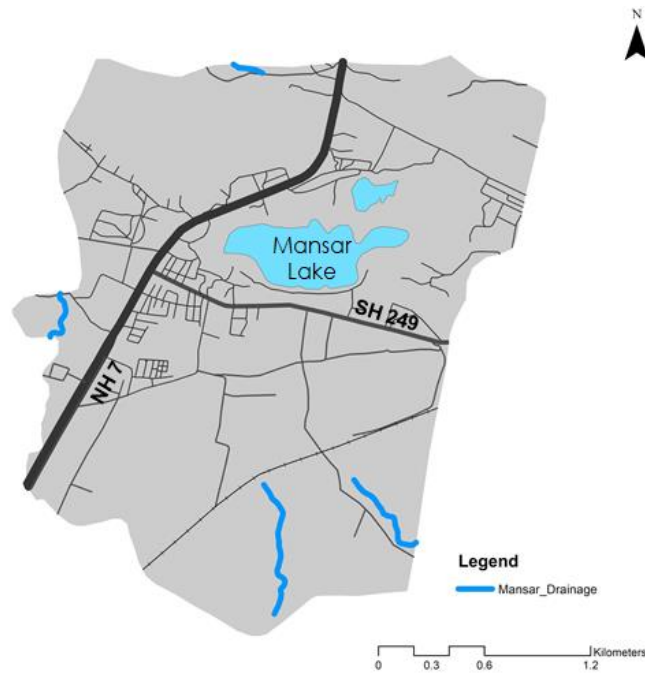 N
Mansar
Lake
SH 249
NH 7
Legend
Mansar_Drainage
Kilometers
0 0.3 0.6 1.2